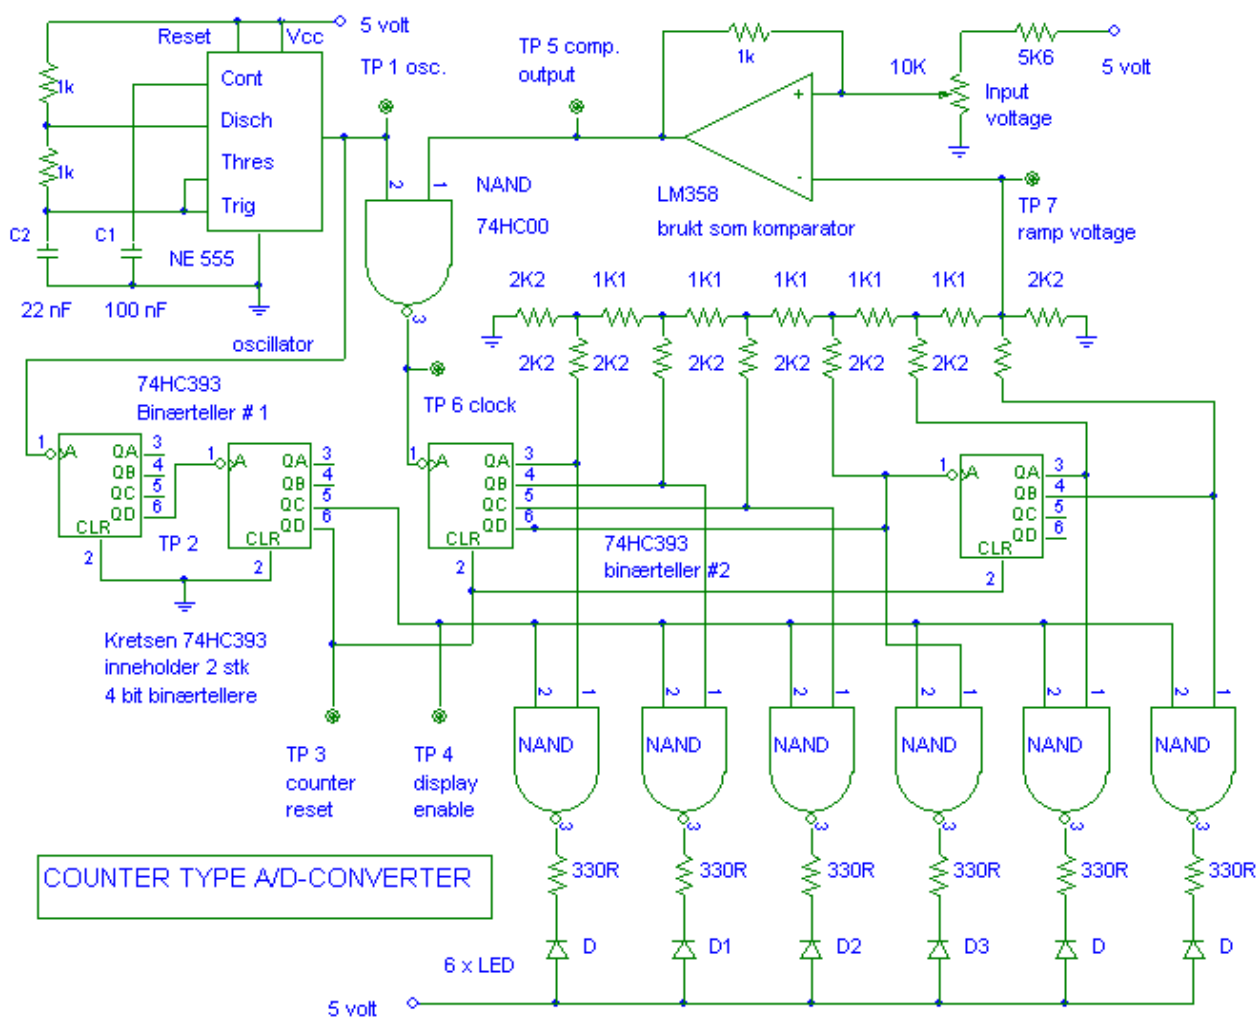 Reset
Vcc
5 volt
1k
Cont
Disch
Thres
Trig
1k
C2
C1
NE 555
22 nF
100 nF
oscillator
TP 1 osc.
TP 5 comp.
output
1k
10K
5K6
5 volt
Input
voltage
+
-
2
1
NAND
74HC00
3
LM358
brukt som komparator
TP 7
ramp voltage
2K2
1K1
1K1
1K1
1K1
1K1
2K2
2K2
2K2
2K2
2K2
2K2
TP 6 clock
74HC393
Binærteller # 1
1
A
QA
3
QB
4
QC
5
QD
6
CLR
2
TP 2
1
A
QA
3
QB
4
QC
5
QD
6
CLR
2
1
A
QA
3
QB
4
QC
5
QD
6
CLR
2
74HC393
binærteller #2
1
A
QA
3
QB
4
QC
5
QD
6
CLR
2
Kretsen 74HC393
inneholder 2 stk
4 bit binærtellere
TP 3
counter
reset
TP 4
display
enable
2
1
2
1
2
1
2
1
2
1
2
1
NAND
NAND
NAND
NAND
NAND
NAND
3
3
3
3
3
3
330R
330R
330R
330R
330R
330R
COUNTER TYPE A/D-CONVERTER
D
D1
D2
D3
D
D
6 x LED
5 volt